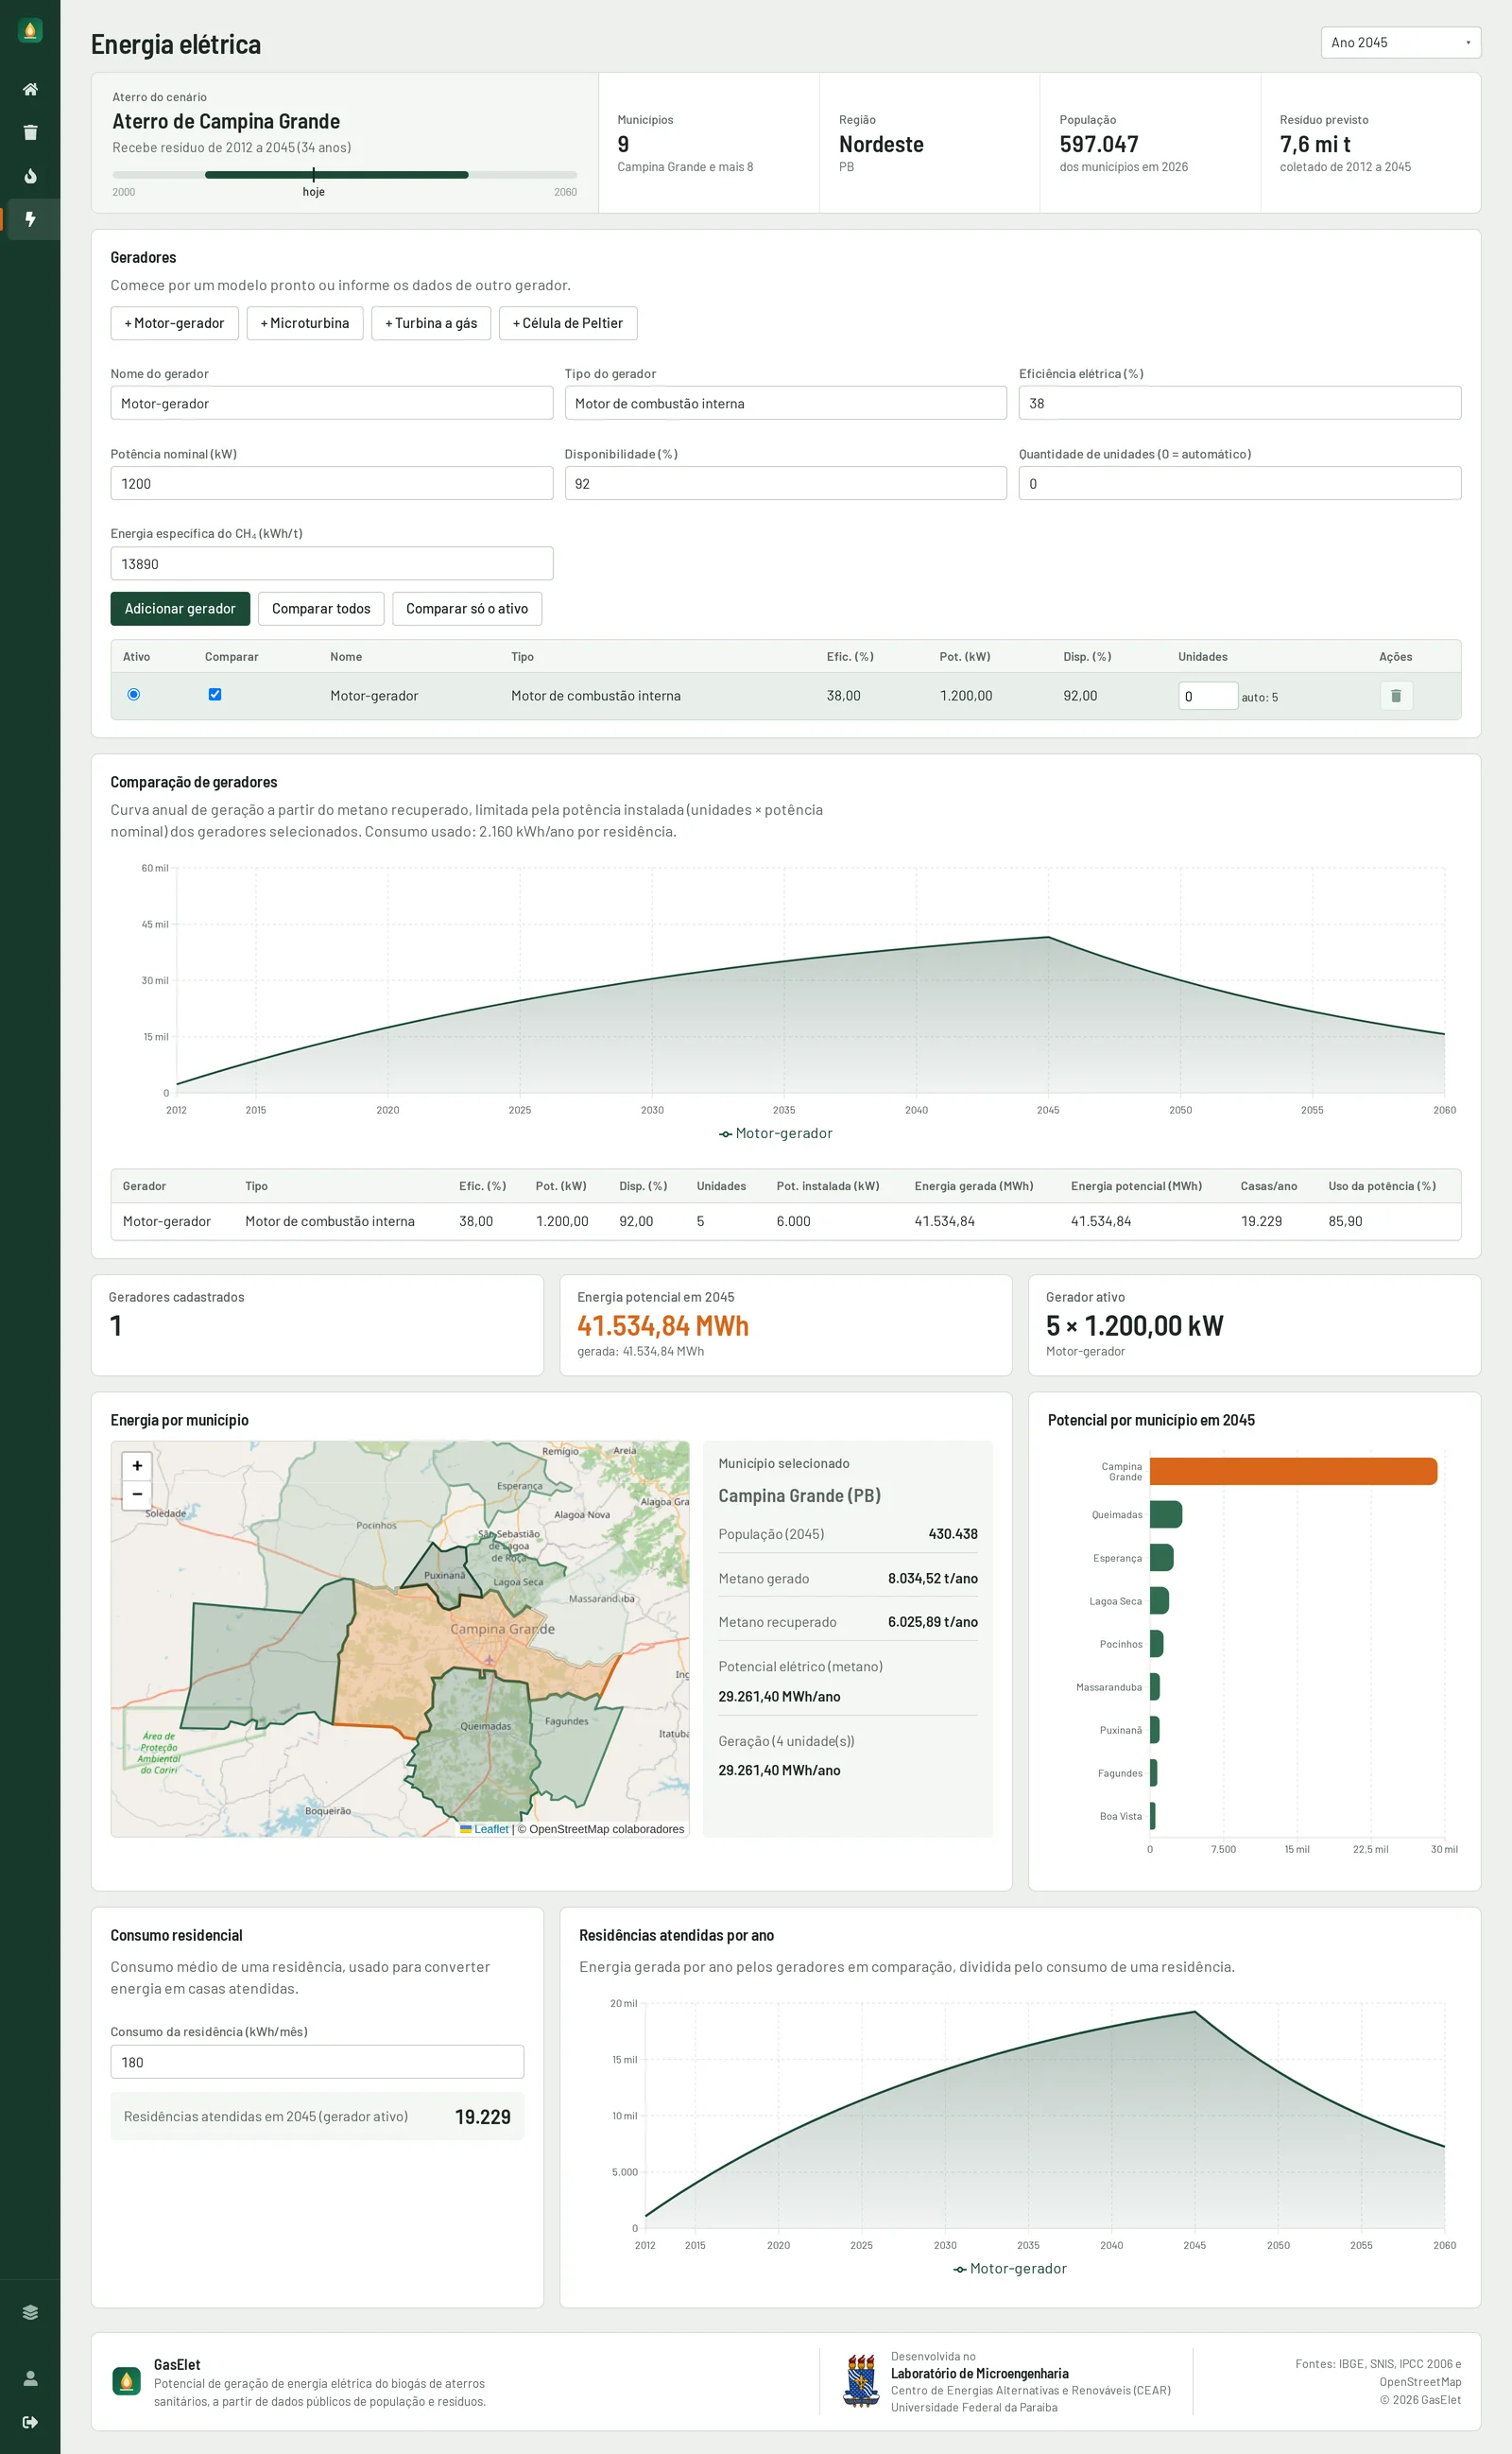 Energia elétrica
Ano 2045
Aterro do cenário
Aterro de Campina Grande
Recebe resíduo de 2012 a 2045 (34 anos)
2000
hoje
2060
Municípios
9
Campina Grande e mais 8
Região
Nordeste
PB
População
597.047
dos municípios em 2026
Resíduo previsto
7,6 mi t
coletado de 2012 a 2045
Geradores
Comece por um modelo pronto ou informe os dados de outro gerador.
+ Motor-gerador
+ Microturbina
+ Turbina a gás
+ Célula de Peltier
Nome do gerador
Motor-gerador
Tipo do gerador
Motor de combustão interna
Eficiência elétrica (%)
38
Potência nominal (kW)
1200
Disponibilidade (%)
92
Quantidade de unidades (0 = automático)
0
Energia específica do CH₄ (kWh/t)
13890
Adicionar gerador
Comparar todos
Comparar só o ativo
Ativo Comparar Nome Tipo Efic. (%) Pot. (kW) Disp. (%) Unidades Ações
Motor-gerador Motor de combustão interna 38,00 1.200,00 92,00 0 auto: 5
Comparação de geradores
Curva anual de geração a partir do metano recuperado, limitada pela potência instalada (unidades × potência
nominal) dos geradores selecionados. Consumo usado: 2.160 kWh/ano por residência.
60 mil
45 mil
30 mil
15 mil
0
2012 2015 2020 2025 2030 2035 2040 2045 2050 2055 2060
Motor-gerador
Gerador Tipo Efic. (%) Pot. (kW) Disp. (%) Unidades Pot. instalada (kW) Energia gerada (MWh) Energia potencial (MWh) Casas/ano Uso da potência (%)
Motor-gerador Motor de combustão interna 38,00 1.200,00 92,00 5 6.000 41.534,84 41.534,84 19.229 85,90
Geradores cadastrados
1
Energia potencial em 2045
41.534,84 MWh
gerada: 41.534,84 MWh
Gerador ativo
5 × 1.200,00 kW
Motor-gerador
Energia por município
+
−
Remígio
Areia
Esperança
Alagoa Gra
Soledade
Alagoa Nova
Pocinhos
São Sebastião
de Lagoa
de Roça
Puxinanã
Lagoa Seca
Massaranduba
Campina Grande
Ing
Queimadas
Fagundes
Itatuba
Área de
Proteção
Ambiental
do Cariri
Boqueirão
Leaflet | © OpenStreetMap colaboradores
Município selecionado
Campina Grande (PB)
População (2045) 430.438
Metano gerado 8.034,52 t/ano
Metano recuperado 6.025,89 t/ano
Potencial elétrico (metano)
29.261,40 MWh/ano
Geração (4 unidade(s))
29.261,40 MWh/ano
Potencial por município em 2045
Campina
Grande
Queimadas
Esperança
Lagoa Seca
Pocinhos
Massaranduba
Puxinanã
Fagundes
Boa Vista
0 7.500 15 mil 22,5 mil 30 mil
Consumo residencial
Consumo médio de uma residência, usado para converter
energia em casas atendidas.
Consumo da residência (kWh/mês)
180
Residências atendidas em 2045 (gerador ativo) 19.229
Residências atendidas por ano
Energia gerada por ano pelos geradores em comparação, dividida pelo consumo de uma residência.
20 mil
15 mil
10 mil
5.000
0
2012 2015 2020 2025 2030 2035 2040 2045 2050 2055 2060
Motor-gerador
GasElet
Potencial de geração de energia elétrica do biogás de aterros
sanitários, a partir de dados públicos de população e resíduos.
Desenvolvida no
Laboratório de Microengenharia
Centro de Energias Alternativas e Renováveis (CEAR)
Universidade Federal da Paraíba
Fontes: IBGE, SNIS, IPCC 2006 e
OpenStreetMap
© 2026 GasElet